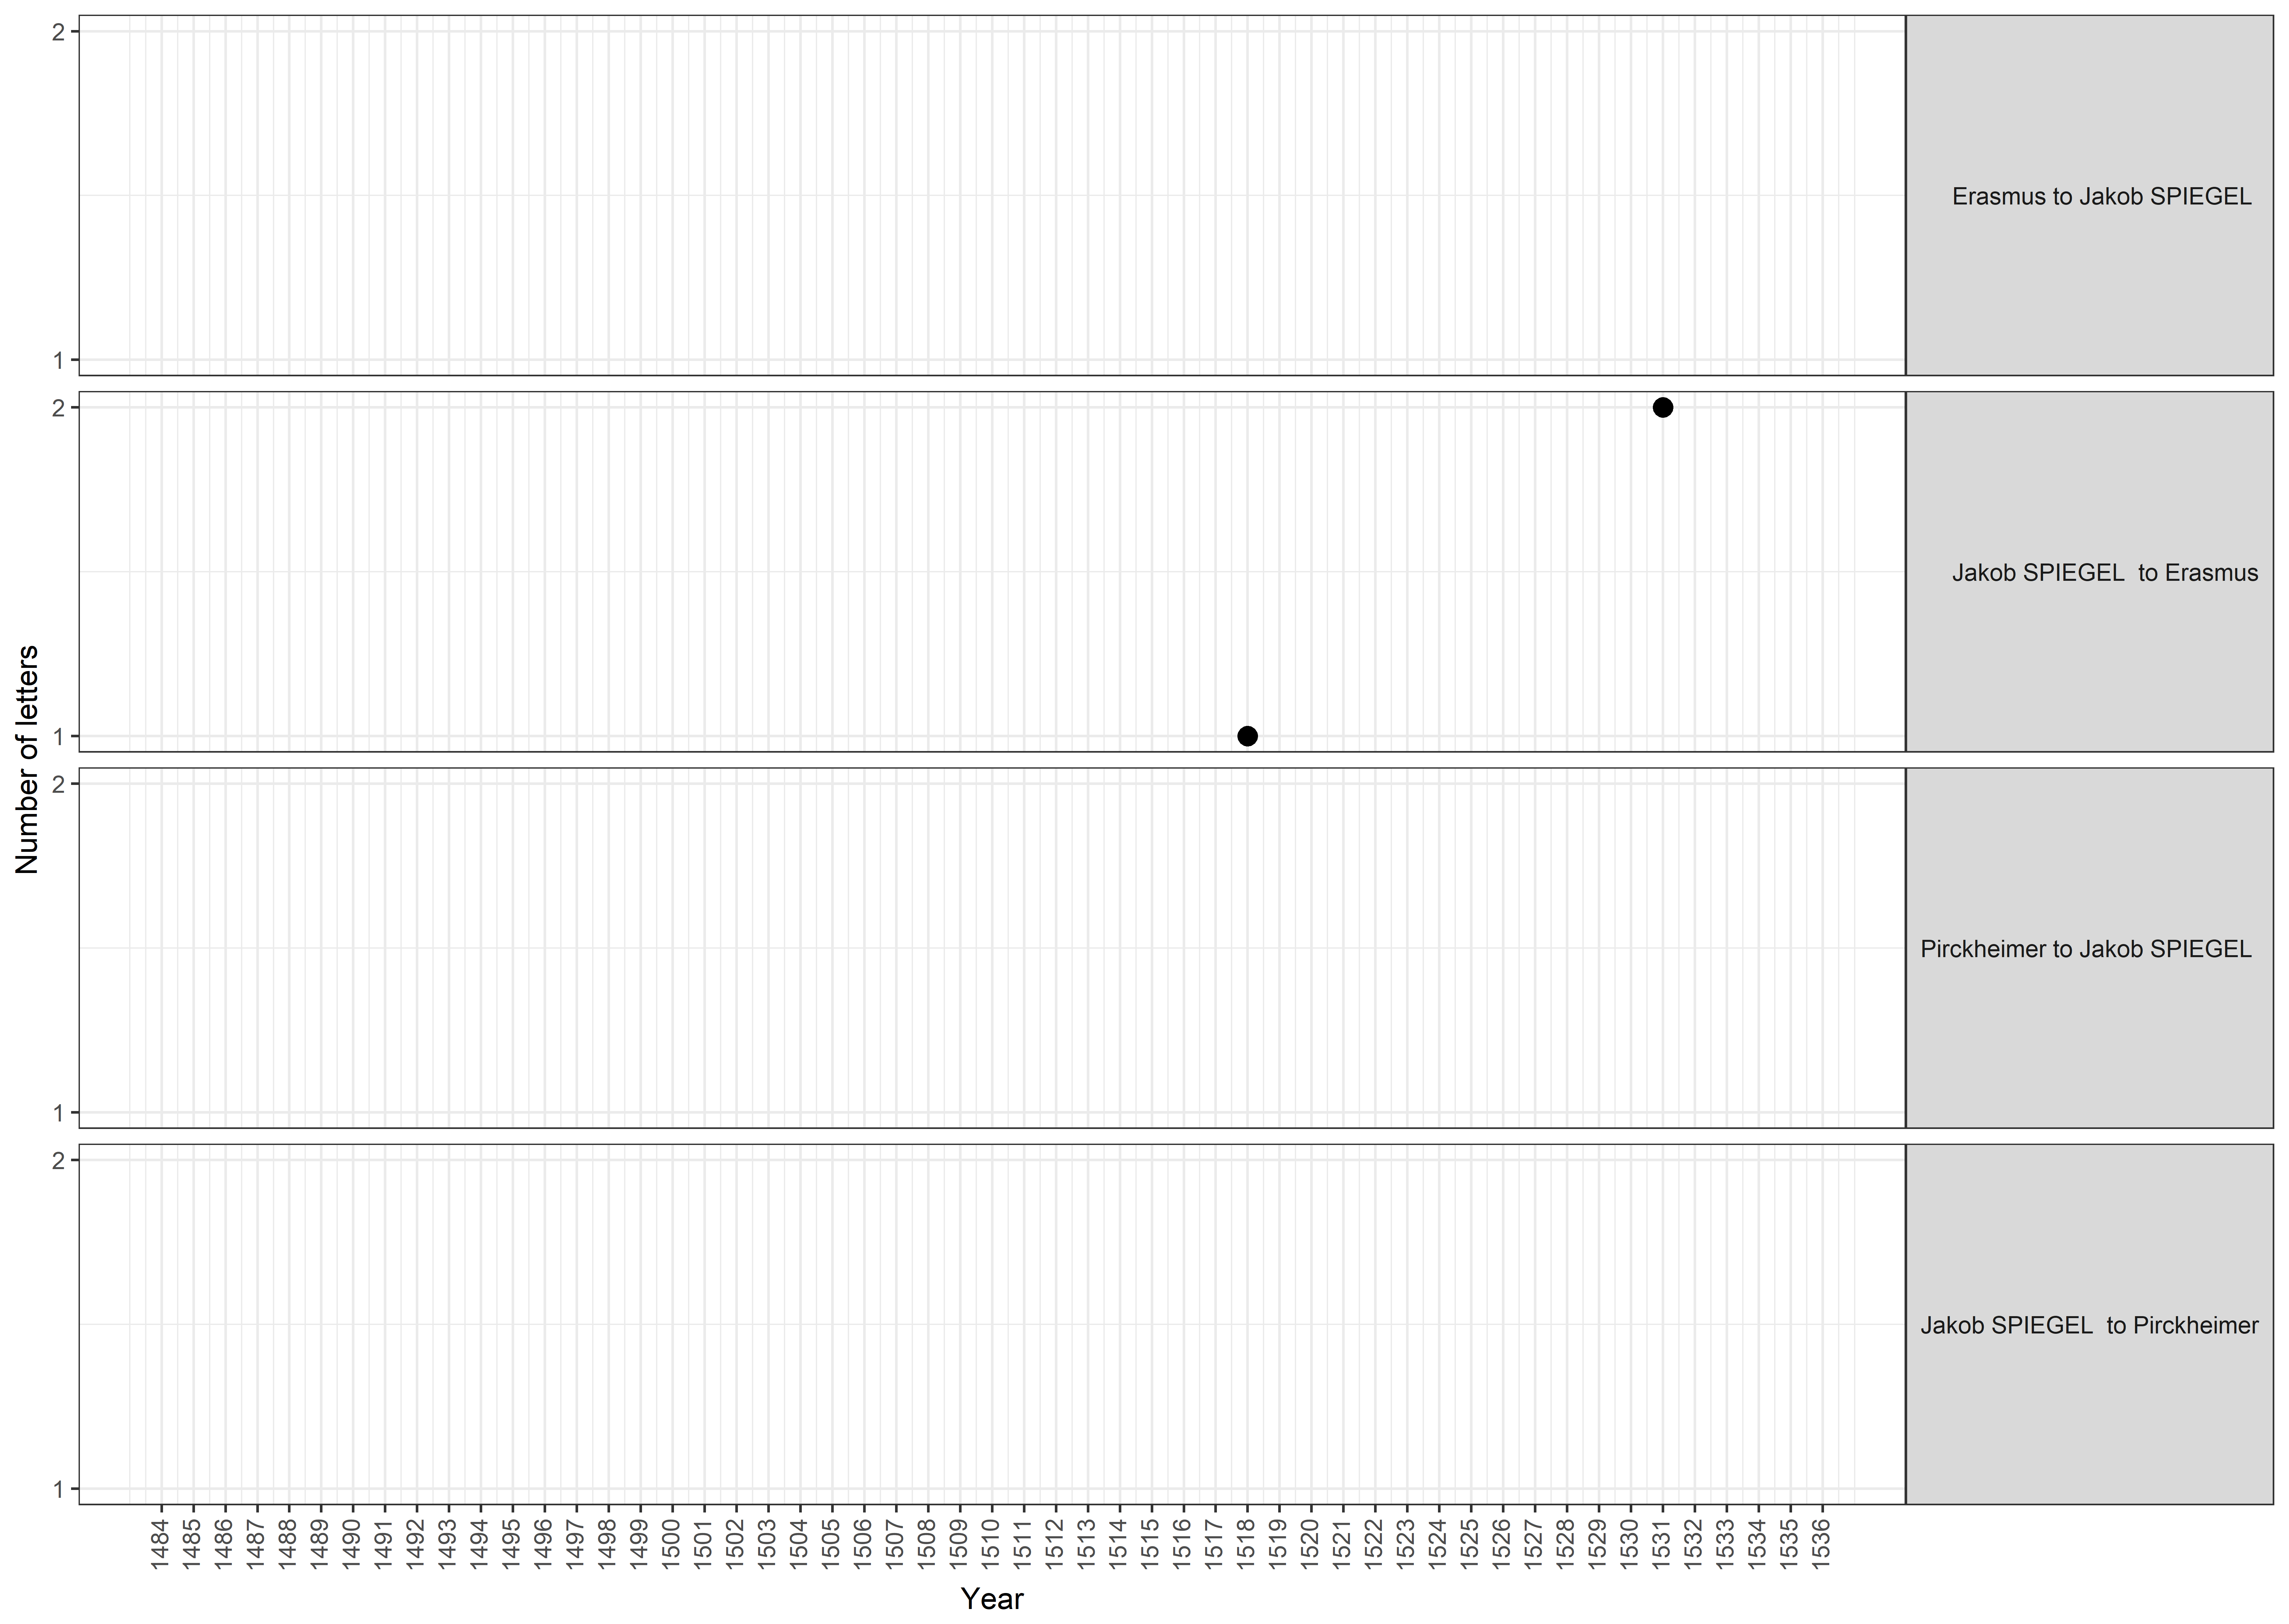 2
1
Erasmus to Jakob SPIEGEL
2
1
Jakob SPIEGEL  to Erasmus
2
1
Pirckheimer to Jakob SPIEGEL
2
1
Jakob SPIEGEL  to Pirckheimer
Number of letters
1484 1485 1486 1487 1488 1489 1490 1491 1492 1493 1494 1495 1496 1497 1498 1499 1500 1501 1502 1503 1504 1505 1506 1507 1508 1509 1510 1511 1512 1513 1514 1515 1516 1517 1518 1519 1520 1521 1522 1523 1524 1525 1526 1527 1528 1529 1530 1531 1532 1533 1534 1535 1536
Year